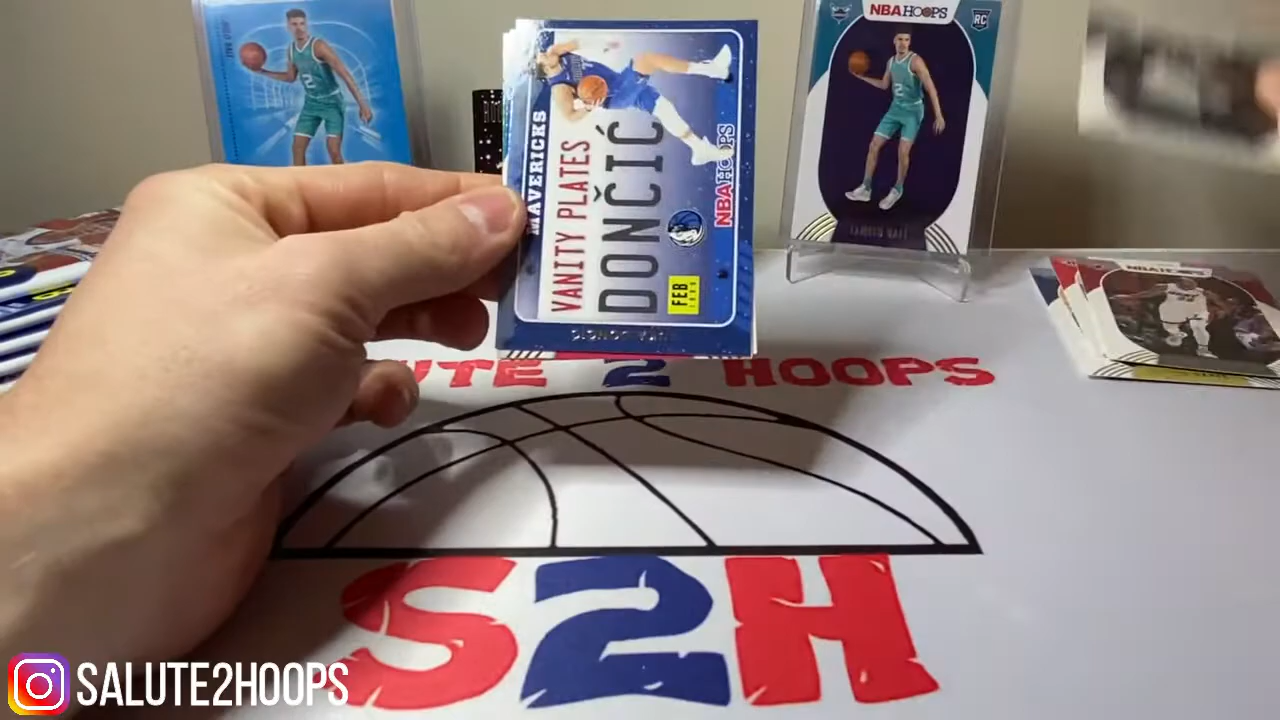 NBA HOOPS
RC
MAVERICKS
VANITY PLATES
DONČIĆ
FEB
NBA HOOPS
UTE 2 HOOPS
S2H
SALUTE2HOOPS